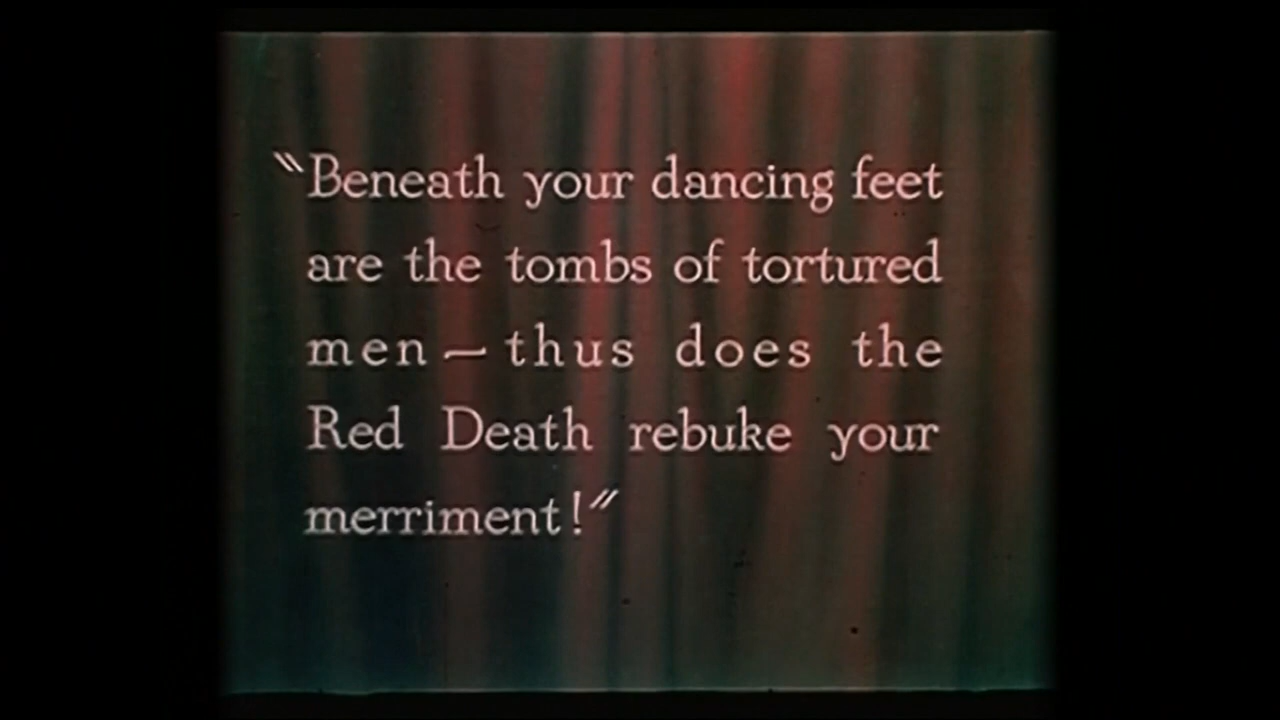 "Beneath your dancing feet
are the tombs of tortured
men — thus does the
Red Death rebuke your
merriment!"